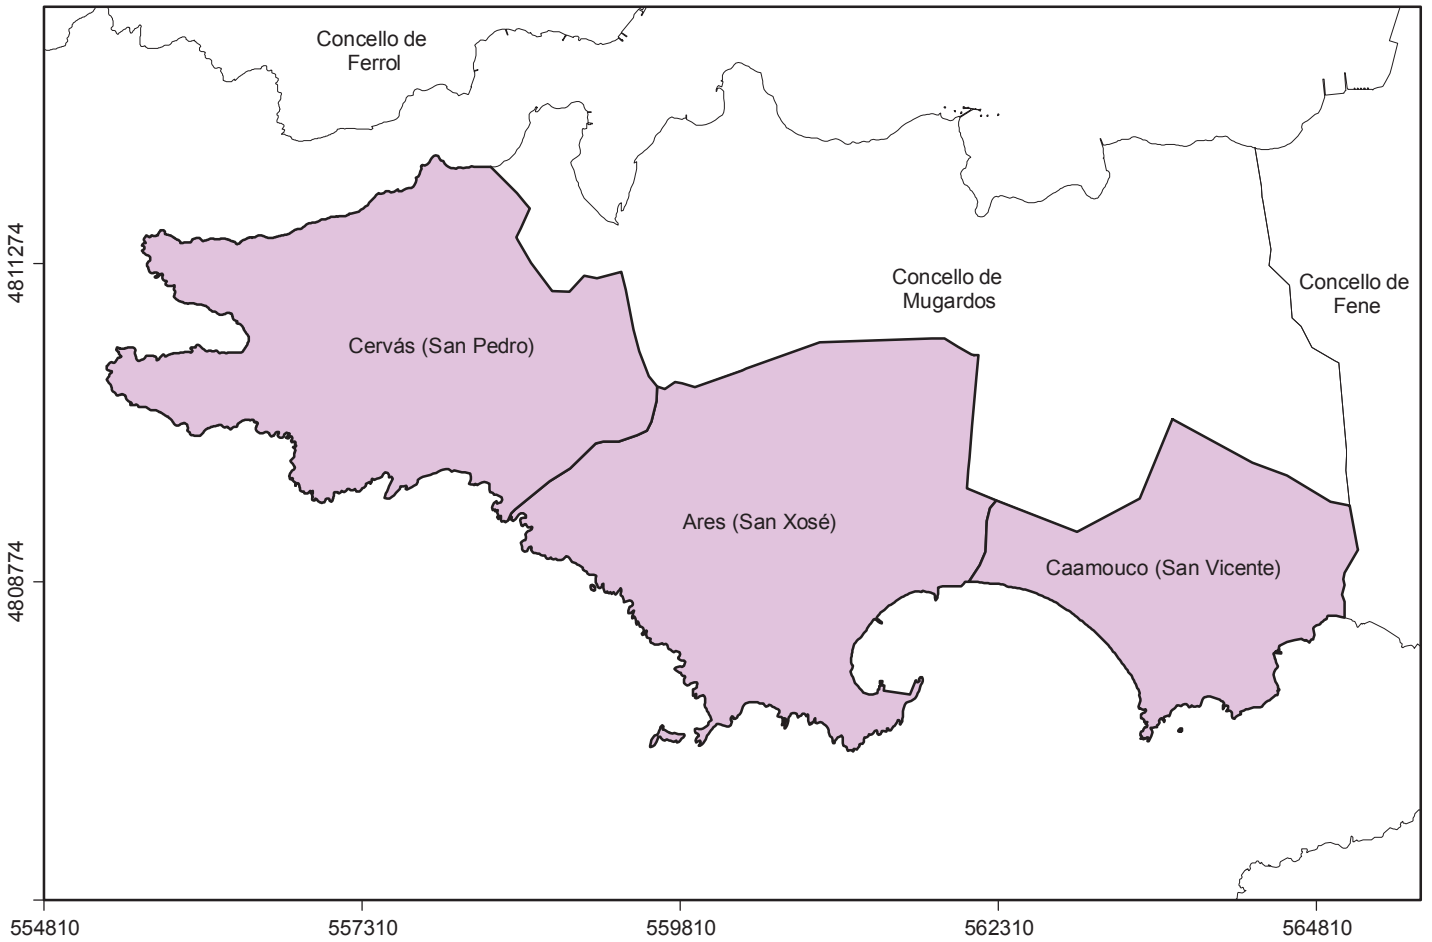 Concello de
Ferrol
Concello de
Mugardos
Concello de
Fene
Cervás (San Pedro)
Ares (San Xosé)
Caamouco (San Vicente)
4811274
4808774
554810
557310
559810
562310
564810